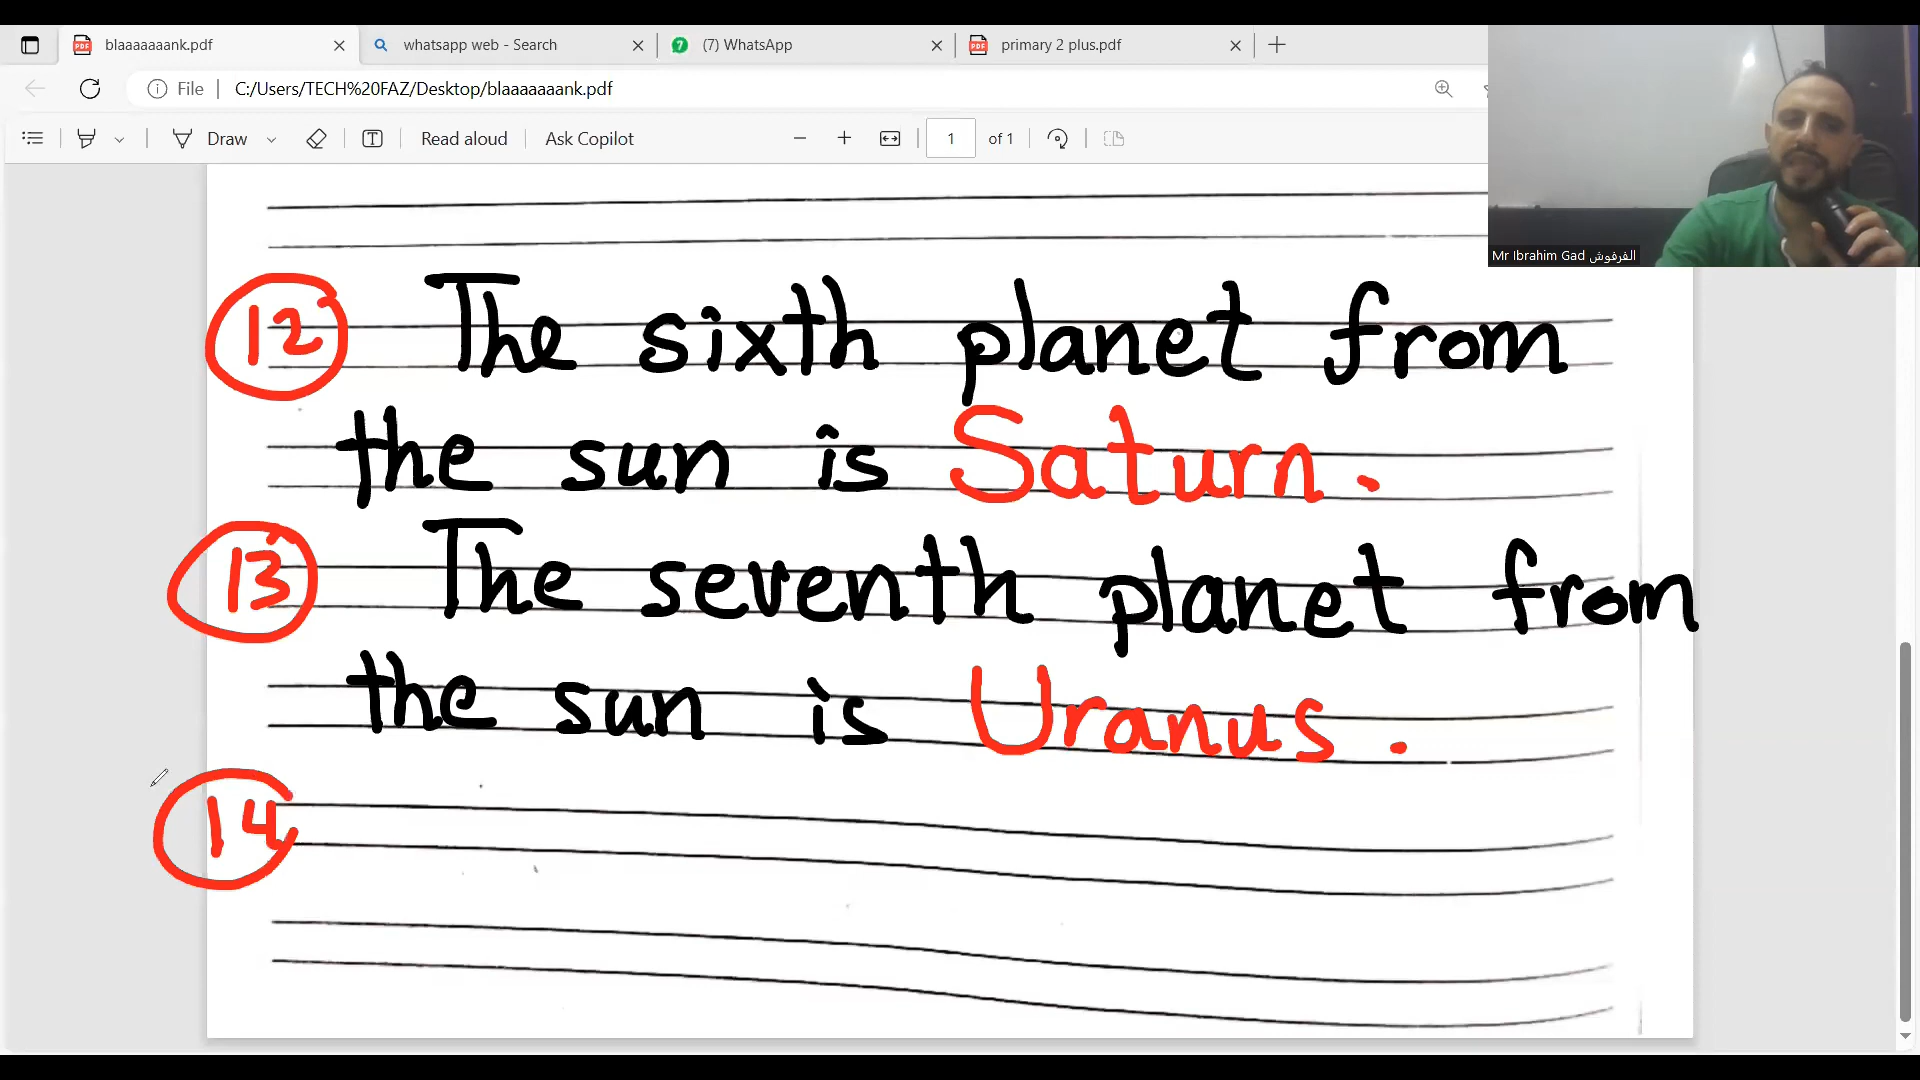 blaaaaaaank.pdf
whatsapp web - Search
7
(7) WhatsApp
primary 2 plus.pdf
File
C:/Users/TECH%20FAZ/Desktop/blaaaaaaank.pdf
Draw
Read aloud
Ask Copilot
1
of 1
Mr Ibrahim Gad القرفوش
12 The sixth planet from
the sun is Saturn.
13 The seventh planet from
the sun is Uranus.
14